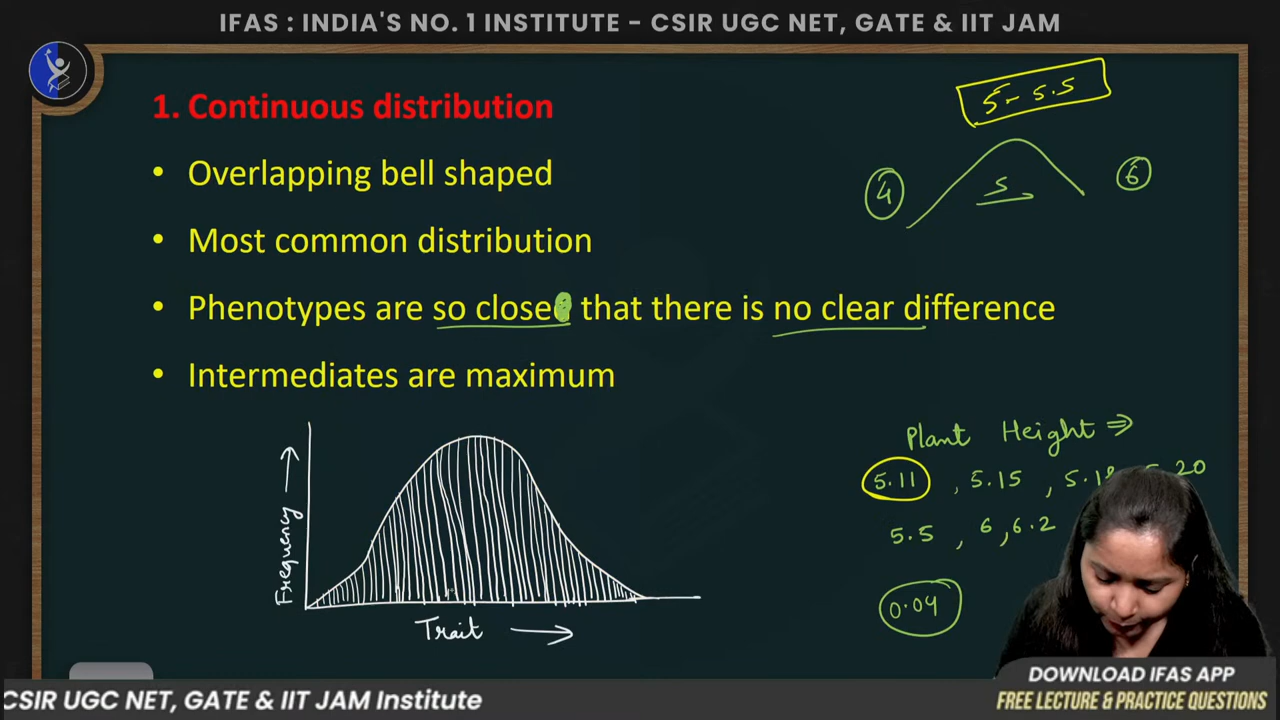 IFAS : INDIA'S NO. 1 INSTITUTE - CSIR UGC NET, GATE & IIT JAM
5 - 5.5
1. Continuous distribution
• Overlapping bell shaped
4
5
6
• Most common distribution
• Phenotypes are so close that there is no clear difference
• Intermediates are maximum
Plant Height ⇒
5.11 , 5.15 , 5.18 5.20
5.5 , 6 , 6.2
0.04
Frequency →
Trait →
DOWNLOAD IFAS APP
FREE LECTURE & PRACTICE QUESTIONS
CSIR UGC NET, GATE & IIT JAM Institute